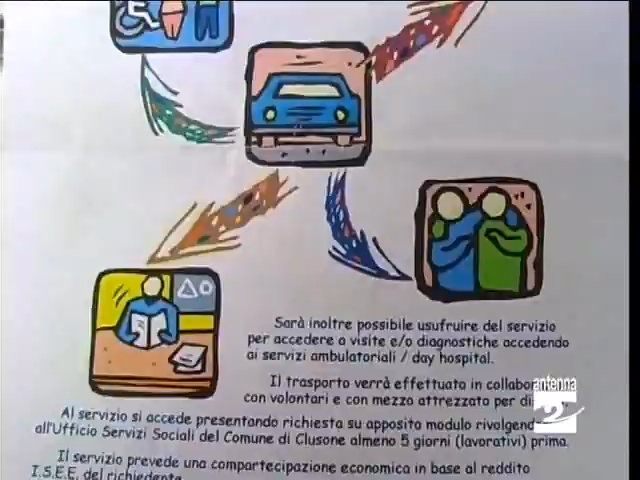 Sarà inoltre possibile usufruire del servizio
per accedere a visite e/o diagnostiche accedendo
ai servizi ambulatoriali / day hospital.
Il trasporto verrà effettuato in collabo
con volontari e con mezzo attrezzato per di
antenna
2
Al servizio si accede presentando richiesta su apposito modulo rivolgend
all'Ufficio Servizi Sociali del Comune di Clusone almeno 5 giorni (lavorativi) prima.
Il servizio prevede una compartecipazione economica in base al reddito
I.S.E.E. del richiedente